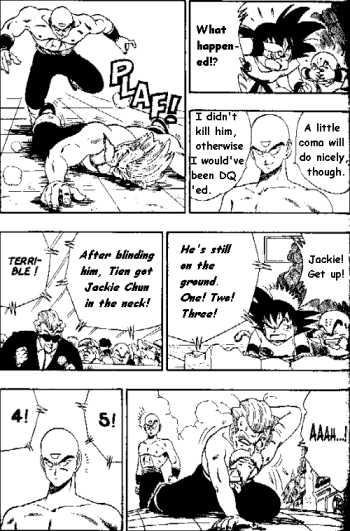 PLAF!
What
happen-
ed!?
I didn't
kill him,
otherwise
I would've
been DQ
'ed.
A little
coma will
do nicely,
though.
TERRI-
BLE !
After blinding
him, Tien got
Jackie Chun
in the neck!
He's still
on the
ground.
One! Two!
Three!
Jackie!
Get up!
4!
5!
AAAH...!